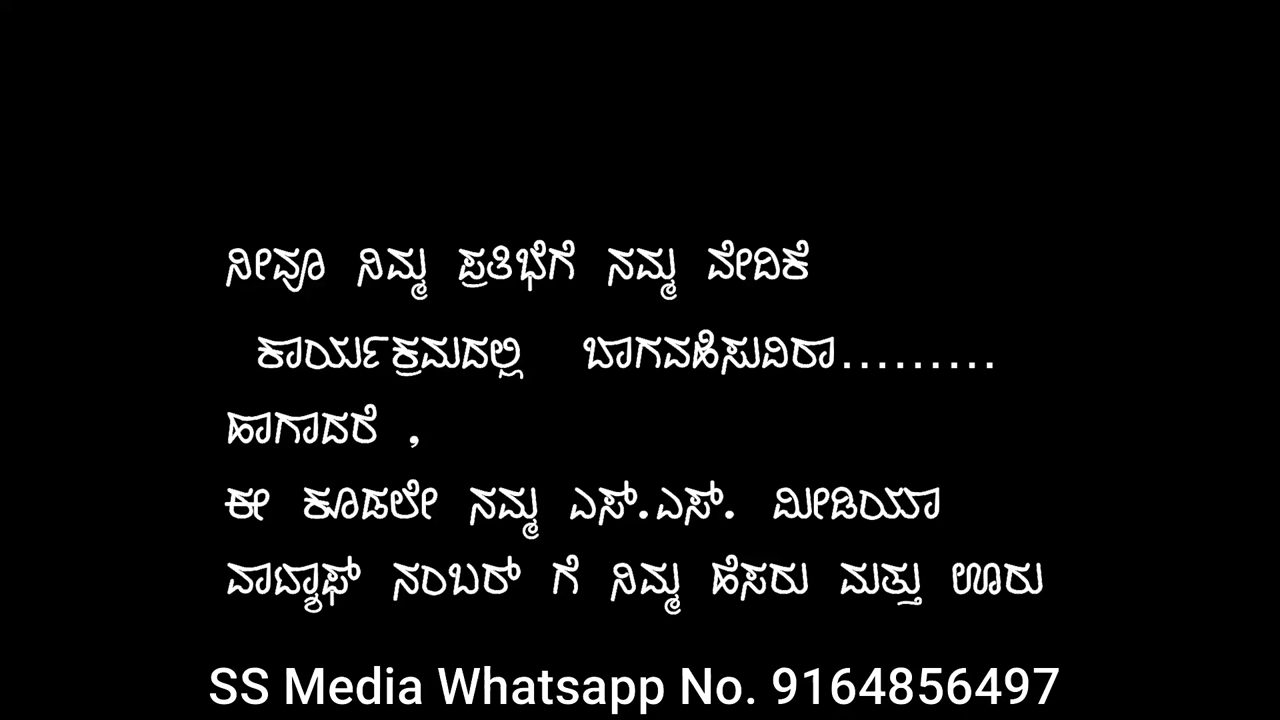 ನೀವೂ ನಿಮ್ಮ ಪ್ರತಿಭೆಗೆ ನಮ್ಮ ವೇದಿಕೆ
ಕಾರ್ಯಕ್ರಮದಲ್ಲಿ ಬಾಗವಹಿಸುವಿರಾ.........
ಹಾಗಾದರೆ ,
ಈ ಕೂಡಲೇ ನಮ್ಮ ಎಸ್.ಎಸ್. ಮೀಡಿಯಾ
ವಾಟ್ಸಾಫ್ ನಂಬರ್ ಗೆ ನಿಮ್ಮ ಹೆಸರು ಮತ್ತು ಊರು
SS Media Whatsapp No. 9164856497